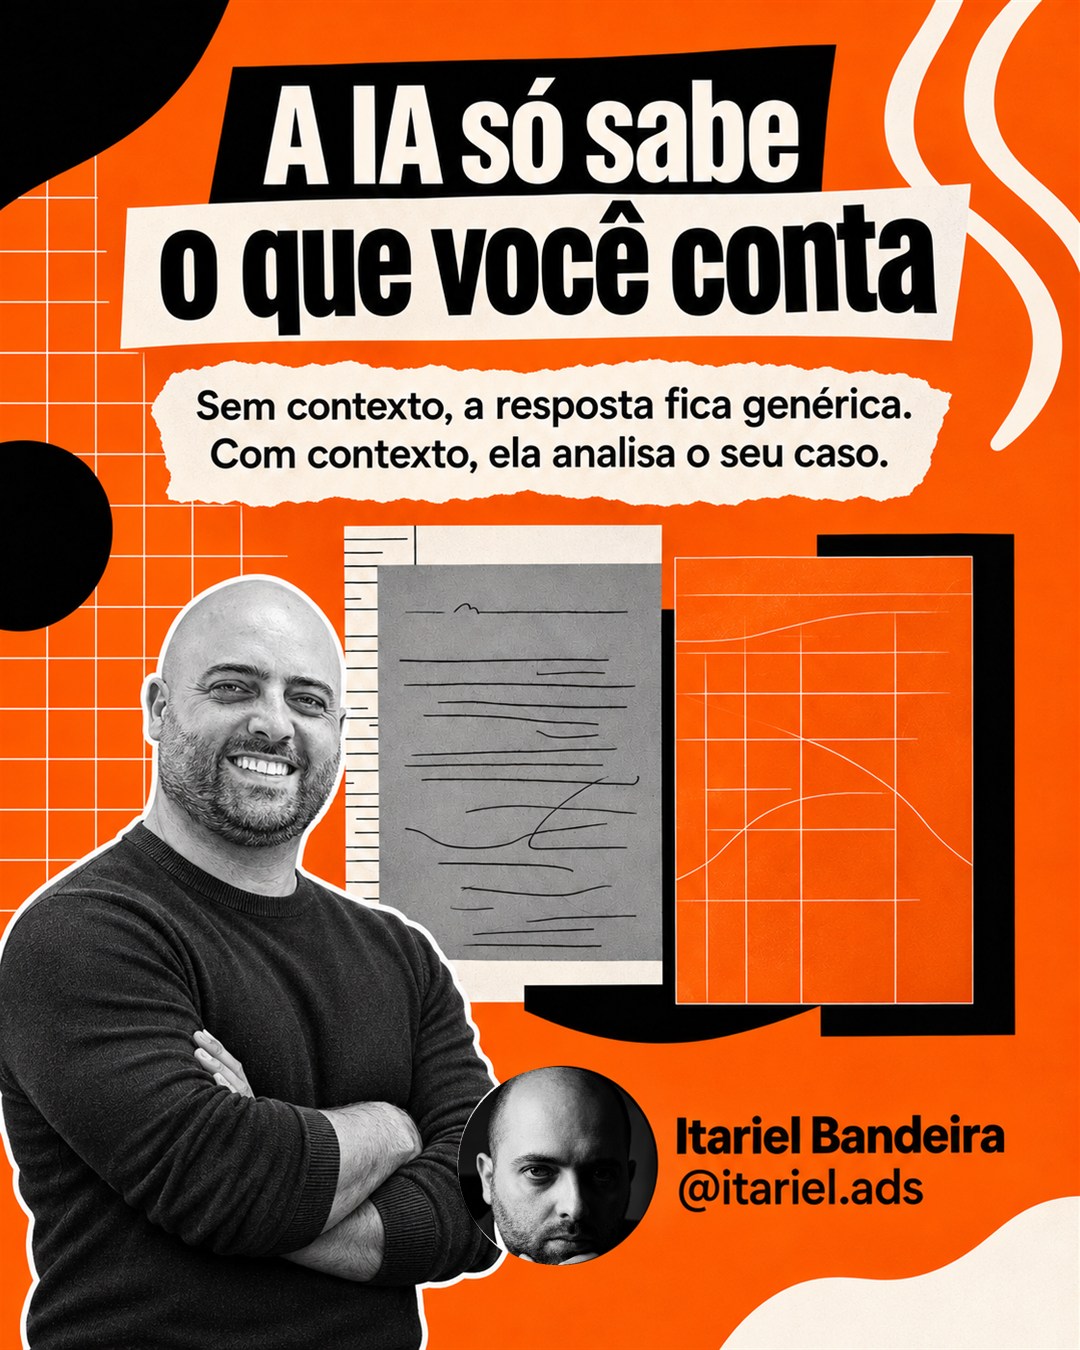 A IA só sabe
o que você conta
Sem contexto, a resposta fica genérica.
Com contexto, ela analisa o seu caso.
Itariel Bandeira
@itariel.ads